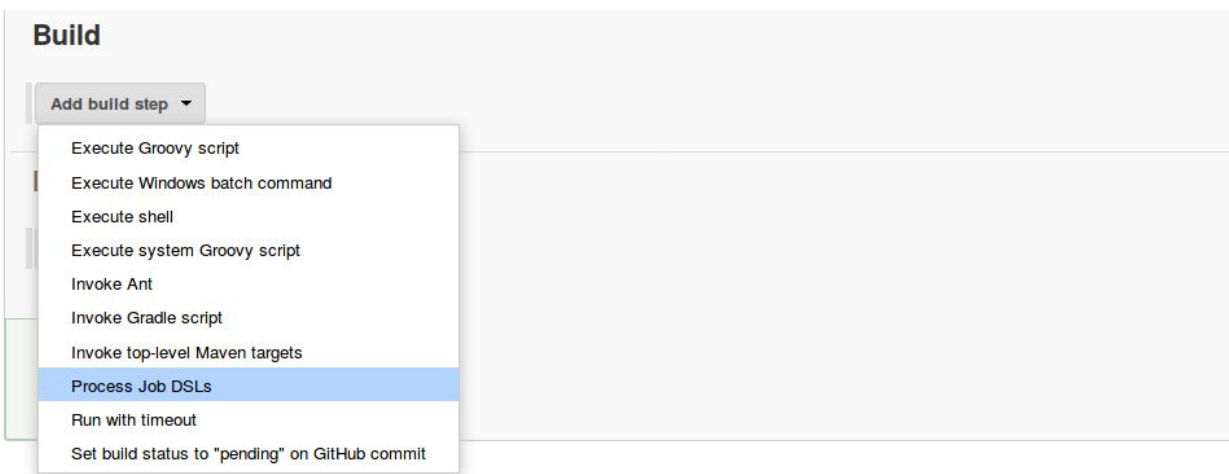 Build
Add build step
Execute Groovy script
Execute Windows batch command
Execute shell
Execute system Groovy script
Invoke Ant
Invoke Gradle script
Invoke top-level Maven targets
Process Job DSLs
Run with timeout
Set build status to "pending" on GitHub commit